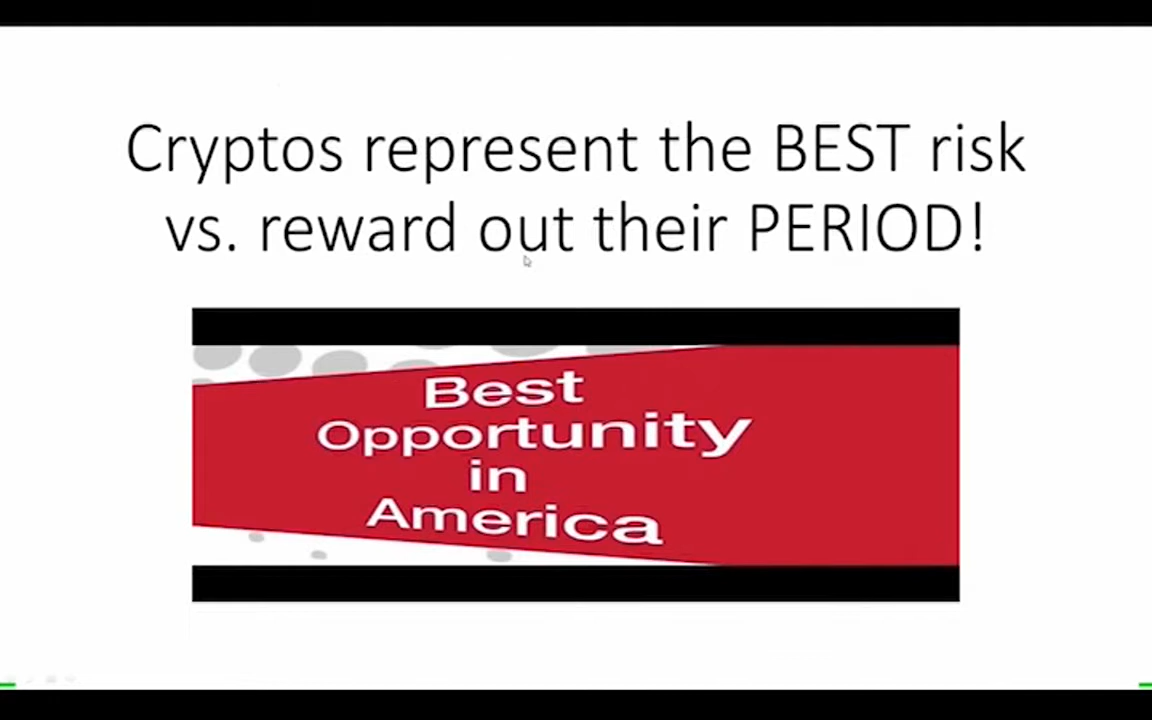 Cryptos represent the BEST risk
vs. reward out their PERIOD!
Best
Opportunity
in
America